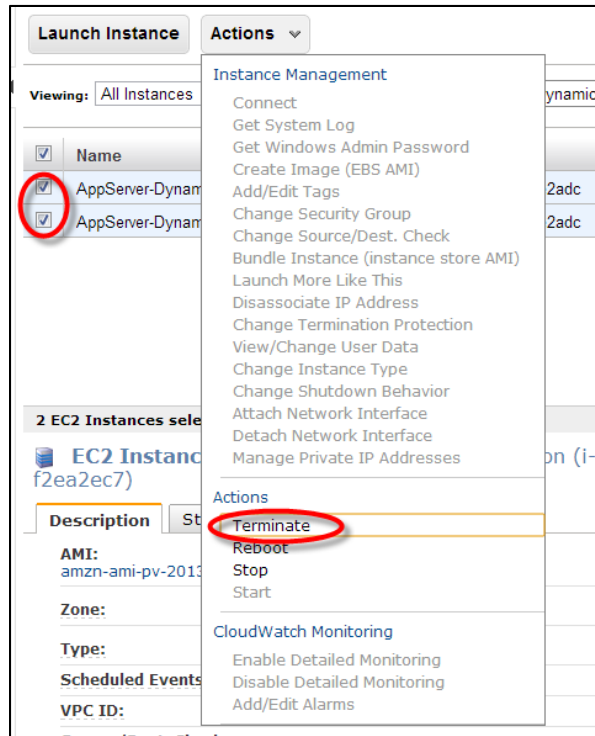 Launch Instance Actions
Instance Management
Viewing: All Instances ynamic
Connect
Get System Log
Get Windows Admin Password
Name
Create Image (EBS AMI)
AppServer-Dynam Add/Edit Tags 2adc
Change Security Group
AppServer-Dynam Change Source/Dest. Check 2adc
Bundle Instance (instance store AMI)
Launch More Like This
Disassociate IP Address
Change Termination Protection
View/Change User Data
Change Instance Type
Change Shutdown Behavior
2 EC2 Instances sele Attach Network Interface
Detach Network Interface
EC2 Instanc Manage Private IP Addresses on (i-
f2ea2ec7)
Actions
Description St Terminate
Reboot
AMI:
amzn-ami-pv-2013 Stop
Start
Zone:
CloudWatch Monitoring
Type:
Enable Detailed Monitoring
Scheduled Events Disable Detailed Monitoring
VPC ID: Add/Edit Alarms